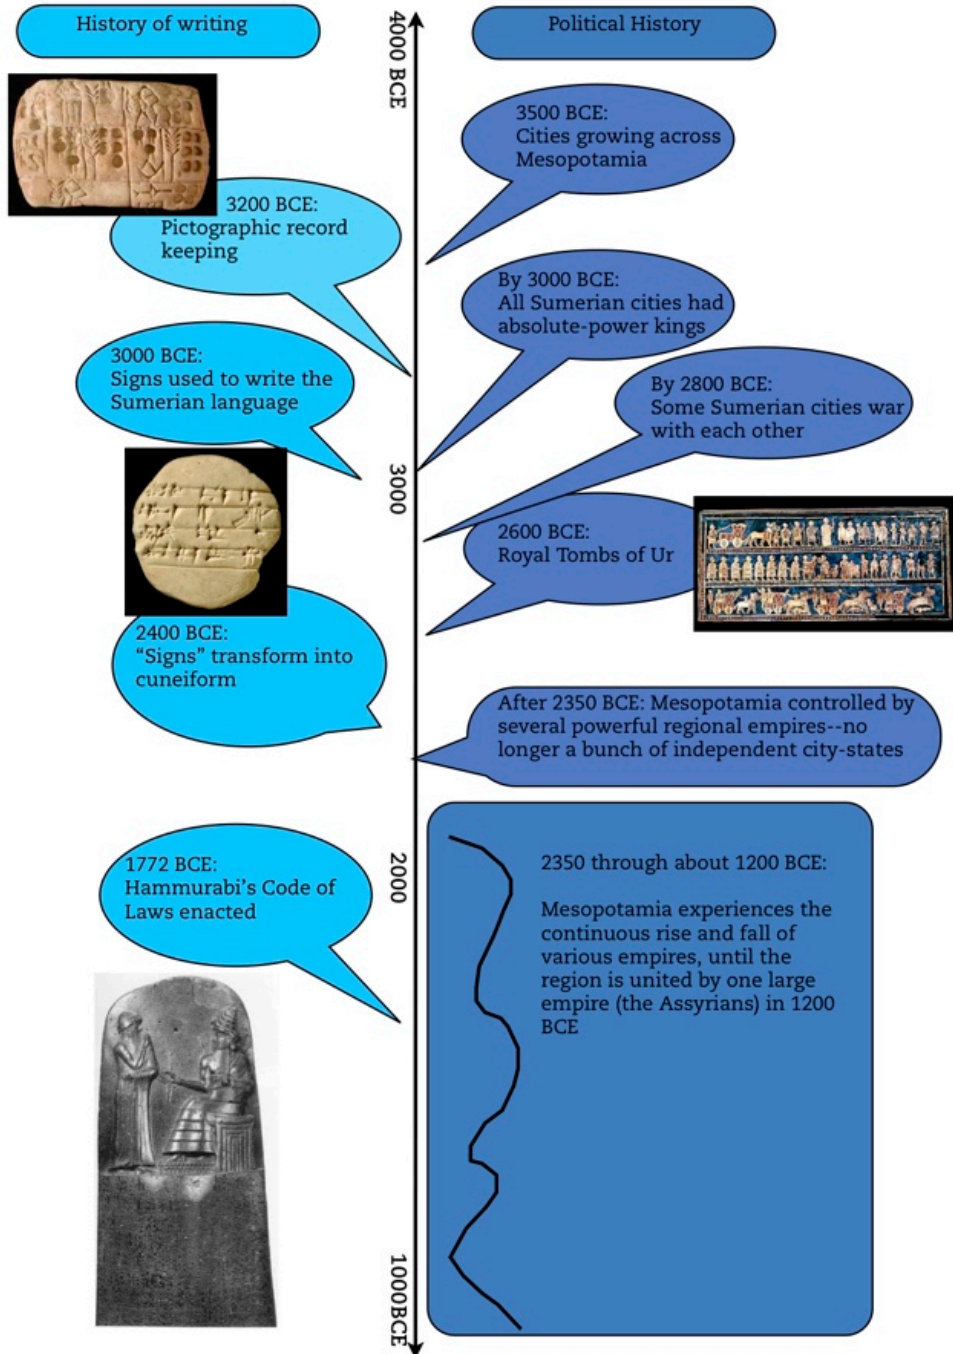 History of writing
Political History
4000 BCE
3500 BCE:
Cities growing across
Mesopotamia
3200 BCE:
Pictographic record
keeping
By 3000 BCE:
All Sumerian cities had
absolute-power kings
3000 BCE:
Signs used to write the
Sumerian language
By 2800 BCE:
Some Sumerian cities war
with each other
3000
2600 BCE:
Royal Tombs of Ur
2400 BCE:
“Signs” transform into
cuneiform
After 2350 BCE: Mesopotamia controlled by
several powerful regional empires--no
longer a bunch of independent city-states
1772 BCE:
Hammurabi's Code of
Laws enacted
2000
2350 through about 1200 BCE:
Mesopotamia experiences the
continuous rise and fall of
various empires, until the
region is united by one large
empire (the Assyrians) in 1200
BCE
1000BCE